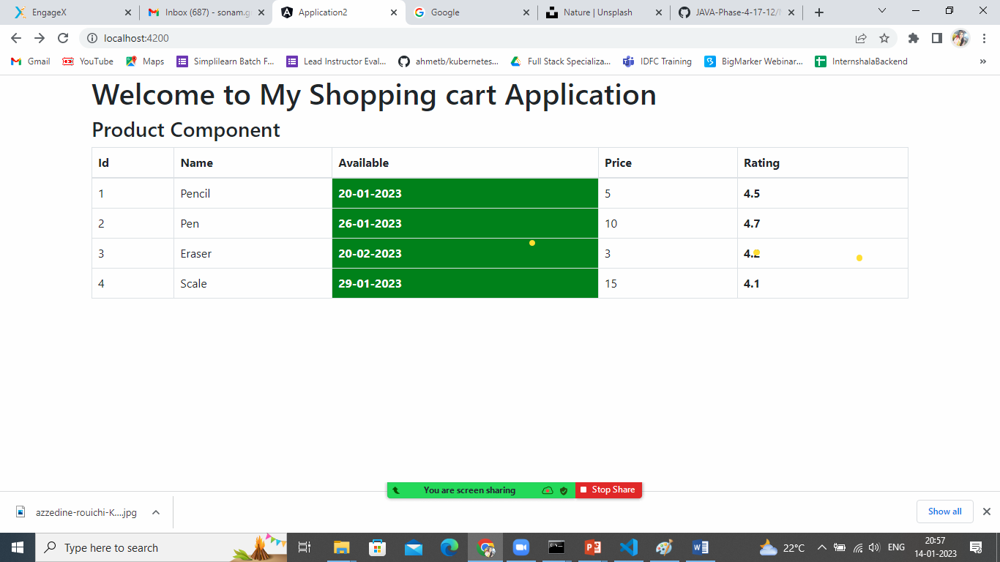 EngageX Inbox (687) - sonam.g Application2 Google Nature | Unsplash JAVA-Phase-4-17-12/
localhost:4200
Gmail YouTube Maps Simplilearn Batch F... Lead Instructor Eval... ahmetb/kubernetes... Full Stack Specializa... IDFC Training BigMarker Webinar... InternshalaBackend »
Welcome to My Shopping cart Application
Product Component
Id Name Available Price Rating
1 Pencil 20-01-2023 5 4.5
2 Pen 26-01-2023 10 4.7
3 Eraser 20-02-2023 3 4.2
4 Scale 29-01-2023 15 4.1
You are screen sharing Stop Share
azzedine-rouichi-K....jpg Show all
Type here to search 22°C ENG 20:57
14-01-2023